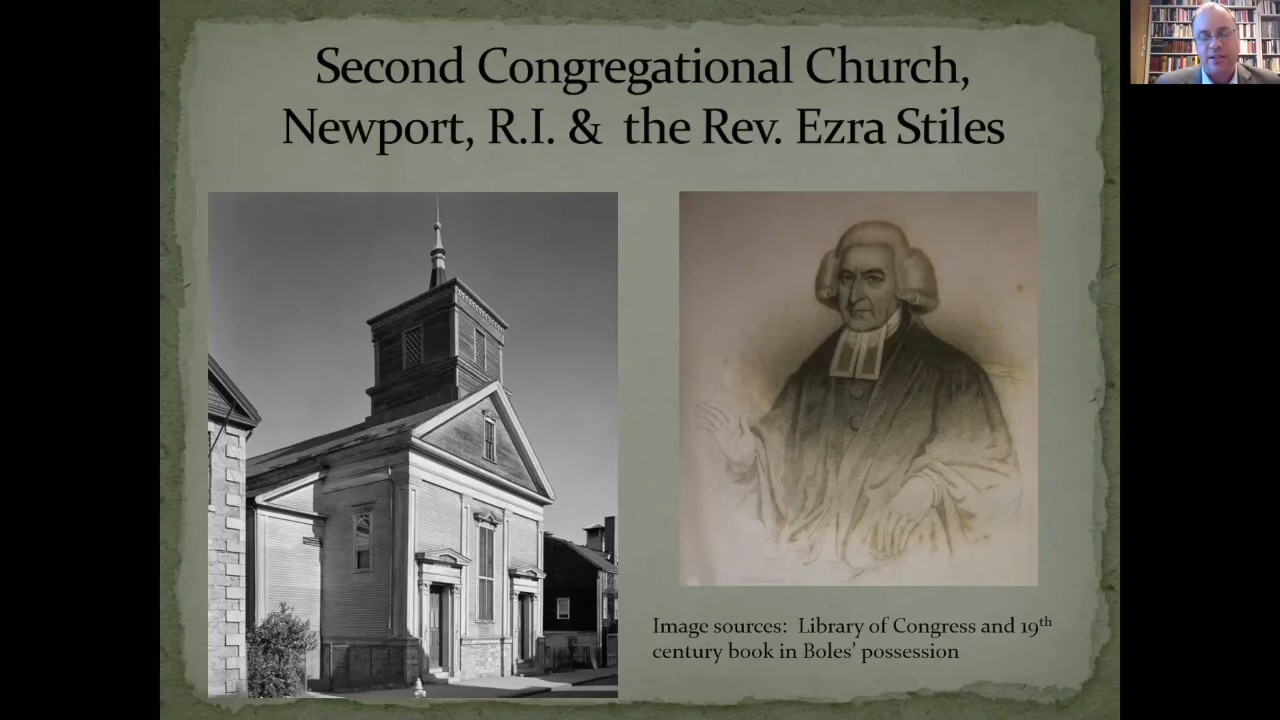 Second Congregational Church,
Newport, R.I. & the Rev. Ezra Stiles
Image sources: Library of Congress and 19th
century book in Boles' possession